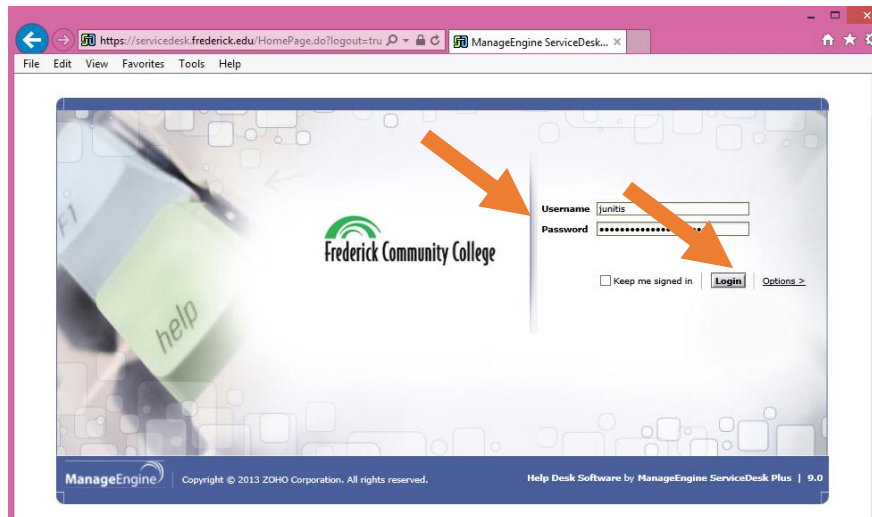 https://servicedesk.frederick.edu/HomePage.do?logout=tru
ManageEngine ServiceDesk...
File Edit View Favorites Tools Help
F1
help
Frederick Community College
Username junitis
Password ••••••••••••••••••••
Keep me signed in Login Options >
ManageEngine Copyright © 2013 ZOHO Corporation. All rights reserved. Help Desk Software by ManageEngine ServiceDesk Plus | 9.0